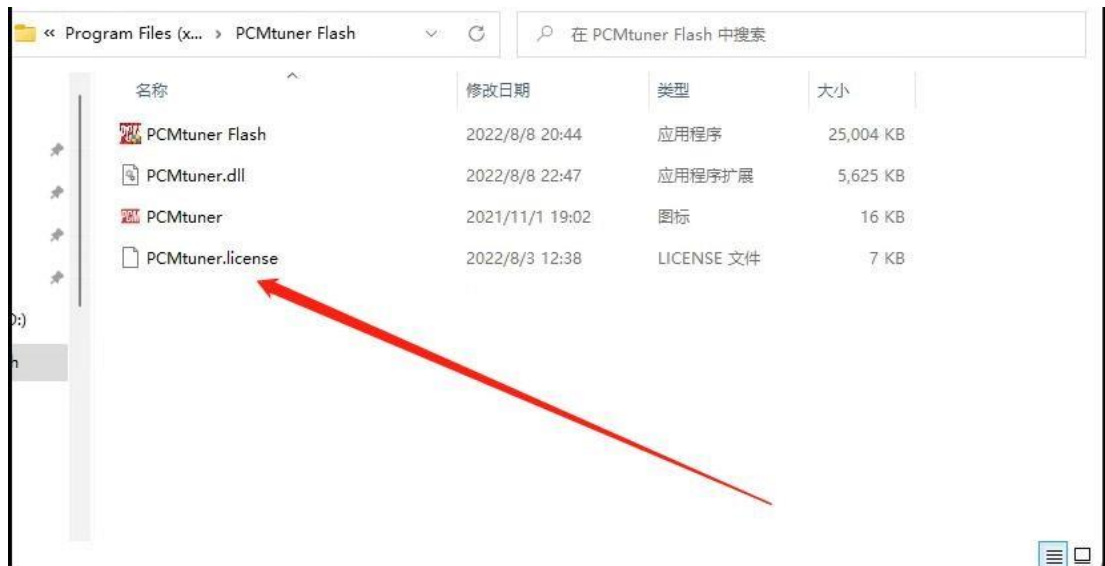 « Program Files (x... › PCMtuner Flash 在 PCMtuner Flash 中搜索
名称 修改日期 类型 大小
PCMtuner Flash 2022/8/8 20:44 应用程序 25,004 KB
PCMtuner.dll 2022/8/8 22:47 应用程序扩展 5,625 KB
PCMtuner 2021/11/1 19:02 图标 16 KB
PCMtuner.license 2022/8/3 12:38 LICENSE 文件 7 KB
:)